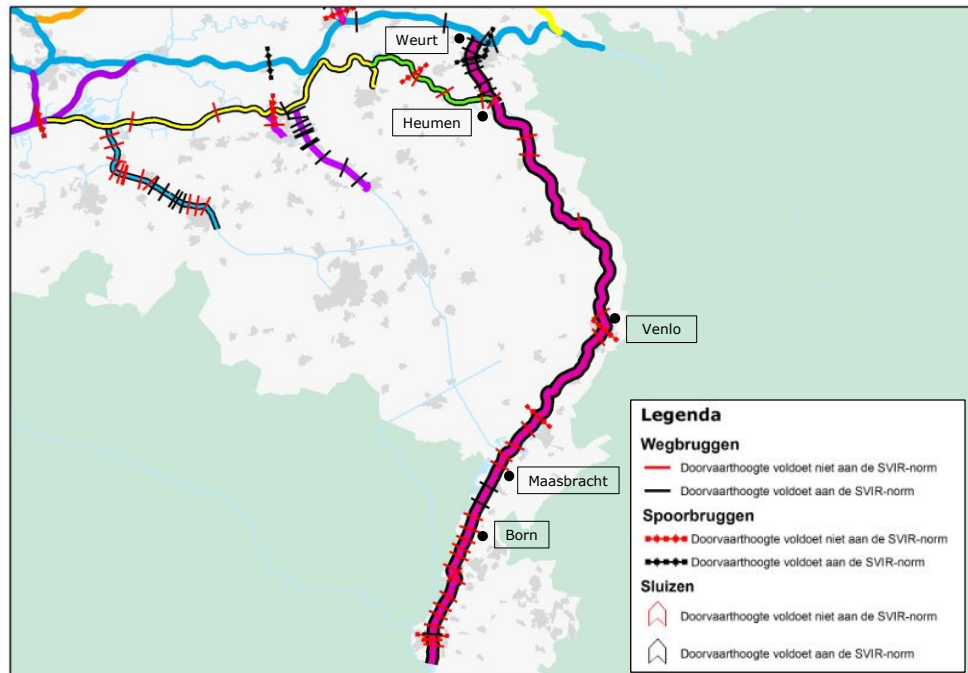 Weurt
Heumen
Venlo
Maasbracht
Born
Legenda
Wegbruggen
Doorvaarthoogte voldoet niet aan de SVIR-norm
Doorvaarthoogte voldoet aan de SVIR-norm
Spoorbruggen
Doorvaarthoogte voldoet niet aan de SVIR-norm
Doorvaarthoogte voldoet aan de SVIR-norm
Sluizen
Doorvaarthoogte voldoet niet aan de SVIR-norm
Doorvaarthoogte voldoet aan de SVIR-norm